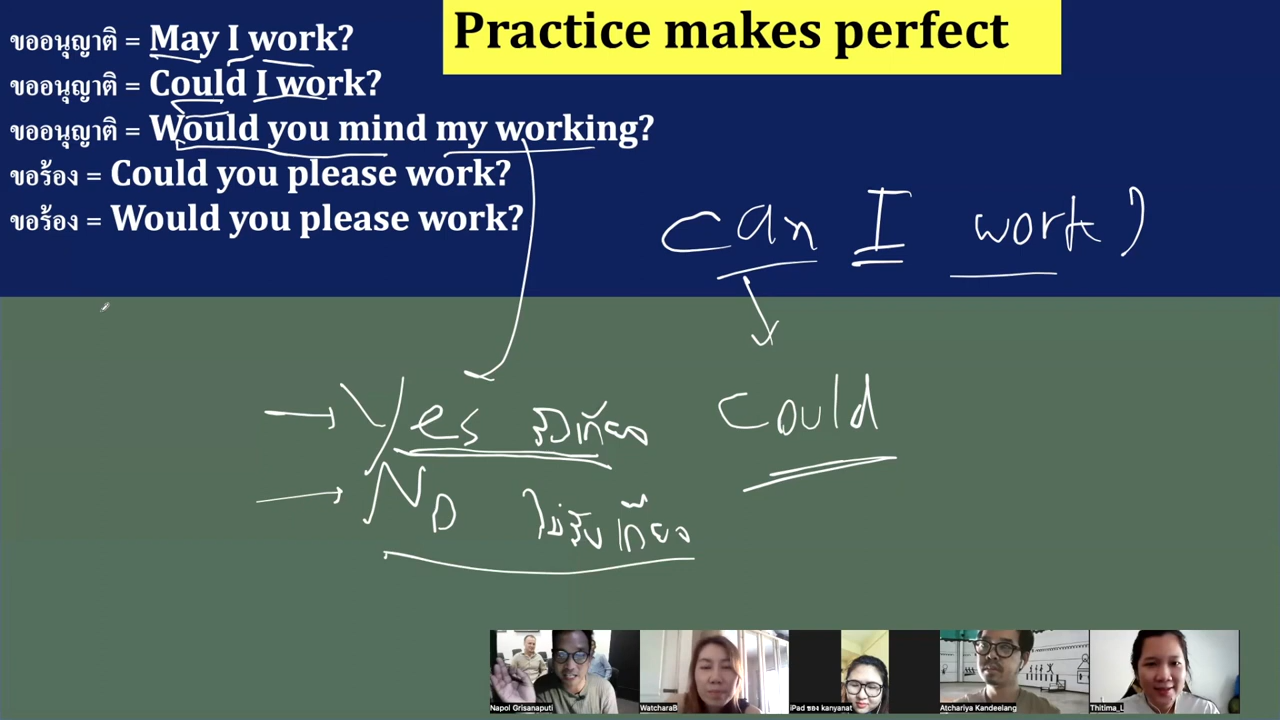 Practice makes perfect
ขออนุญาติ = May I work?
ขออนุญาติ = Could I work?
ขออนุญาติ = Would you mind my working?
ขอร้อง = Could you please work?
ขอร้อง = Would you please work?
can I work?
could
Yes รังเกียจ
No ไม่รังเกียจ
Napol Grisanaputi
WatcharaB
iPad ของ kanyanat
Atchariya Kandeelang
Thitima_L